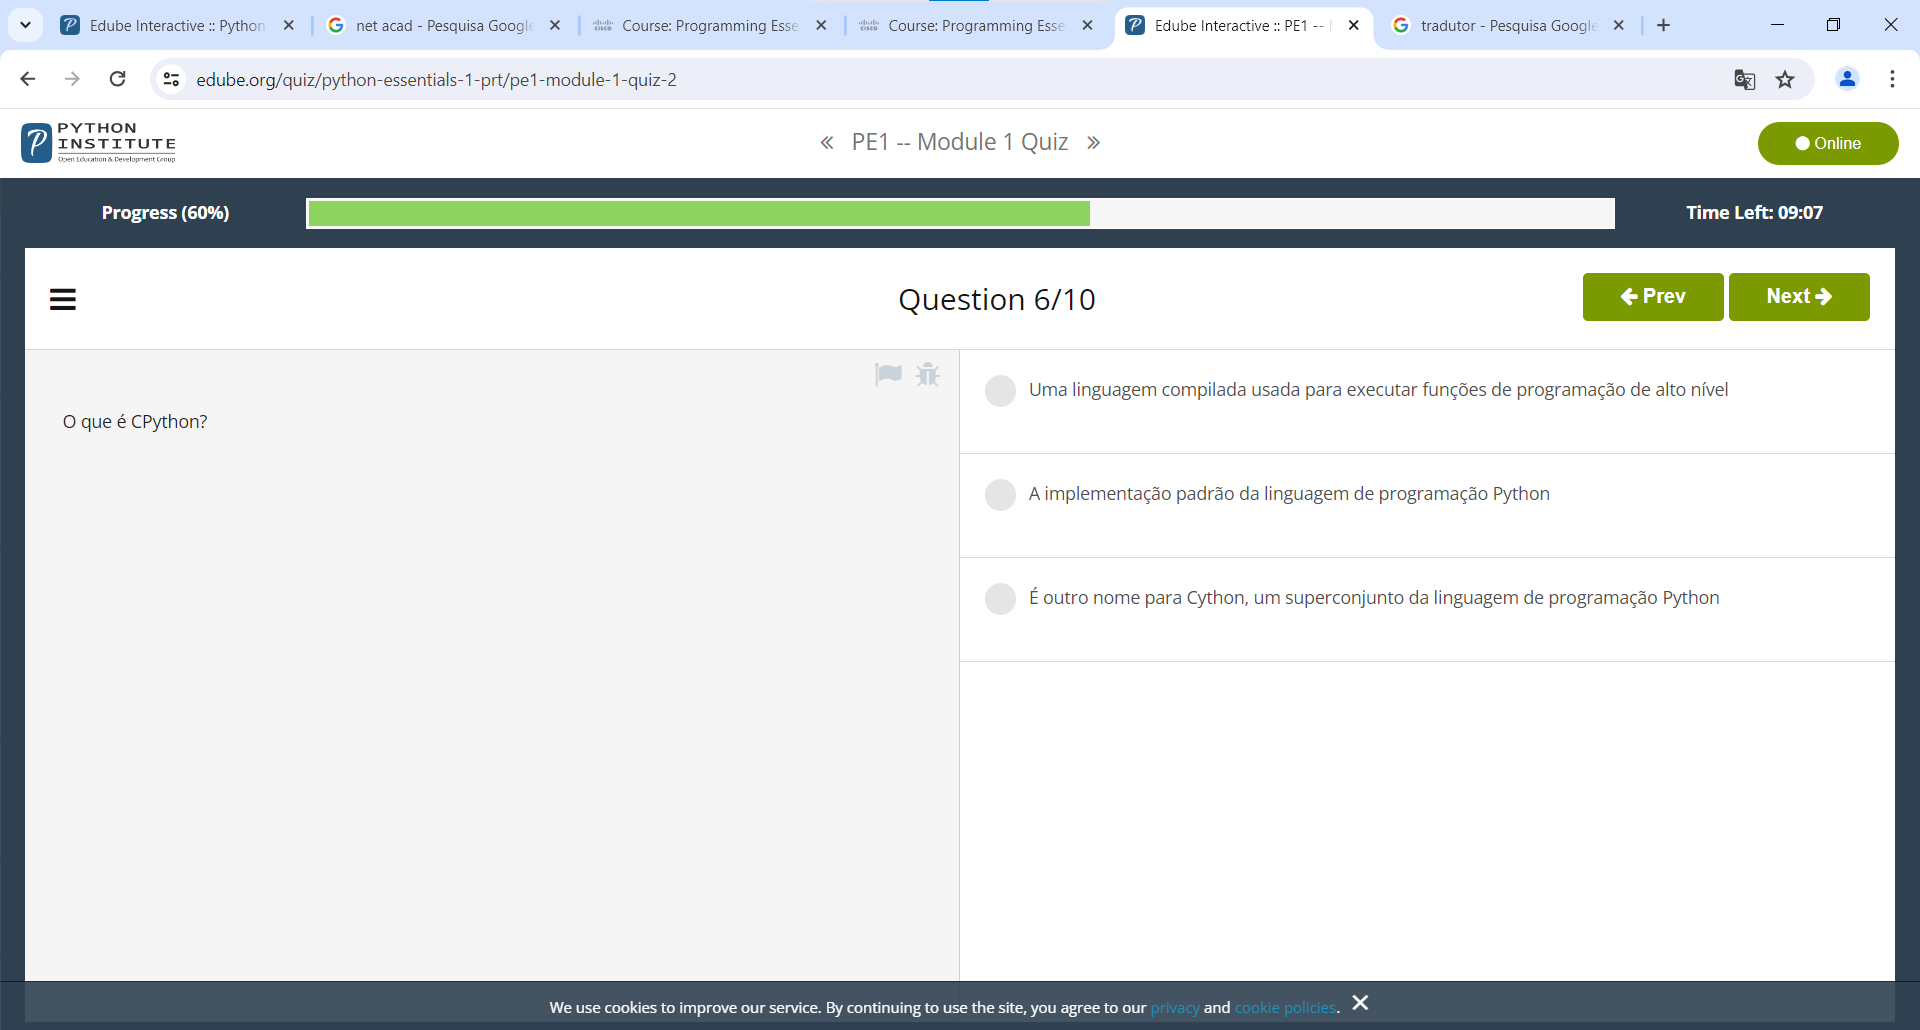 Edube Interactive :: Python
net acad - Pesquisa Google
Course: Programming Esse
Course: Programming Esse
Edube Interactive :: PE1 --
tradutor - Pesquisa Google
edube.org/quiz/python-essentials-1-prt/pe1-module-1-quiz-2
PYTHON
INSTITUTE
Open Education & Development Group
« PE1 -- Module 1 Quiz »
Online
Progress (60%)
Time Left: 09:07
Question 6/10
Prev
Next
O que é CPython?
Uma linguagem compilada usada para executar funções de programação de alto nível
A implementação padrão da linguagem de programação Python
É outro nome para Cython, um superconjunto da linguagem de programação Python
We use cookies to improve our service. By continuing to use the site, you agree to our privacy and cookie policies.